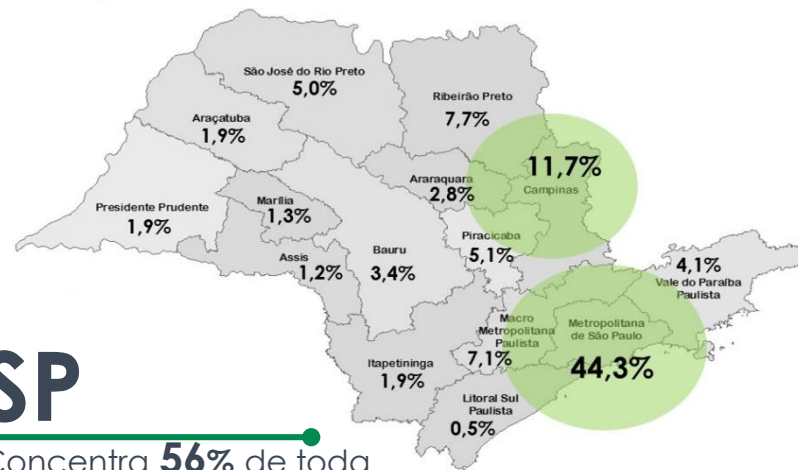 São José do Rio Preto
5,0%
Ribeirão Preto
7,7%
Araçatuba
1,9%
11,7%
Campinas
Araraquara
2,8%
Presidente Prudente
1,9%
Marília
1,3%
Assis
1,2%
Bauru
3,4%
Piracicaba
5,1%
4,1%
Vale do Paraíba
Paulista
Macro
Metropolitana
Paulista
7,1%
Metropolitana
de São Paulo
44,3%
Itapetininga
1,9%
Litoral Sul
Paulista
0,5%
SP
Concentra 56% de toda